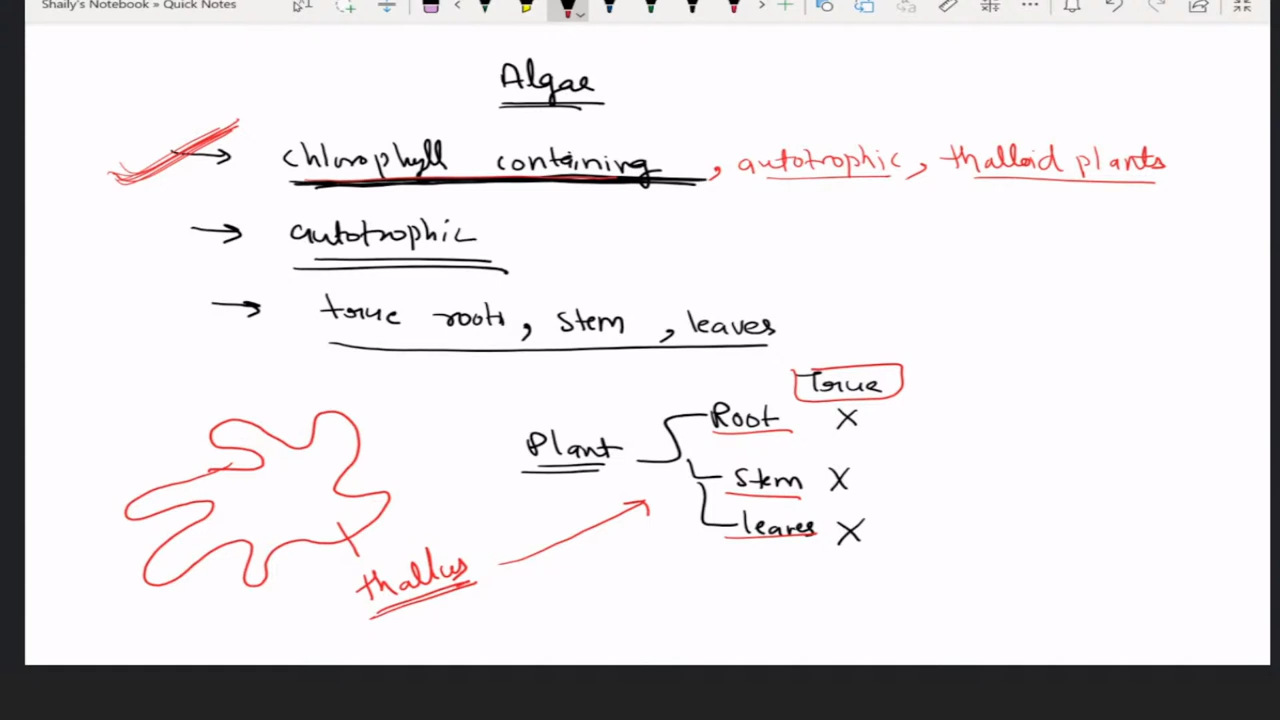 Shaily's Notebook » Quick Notes
Algae
→ chlorophyll containing, autotrophic, thalloid plants
→ autotrophic
→ true roots, stem, leaves
True
Plant Root X
Stem X
leaves X
thallus